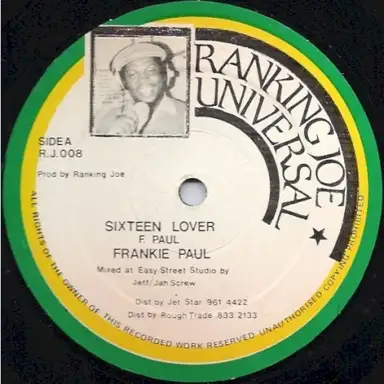 RANKING JOE
UNIVERSAL
SIDE A
R.J. 008
Prod by Ranking Joe
SIXTEEN LOVER
F. PAUL
FRANKIE PAUL
Mixed at Easy Street Studio by
Jeff/Jah Screw
Dist by Jet Star 961 4422
Dist by Rough Trade 833 2133
ALL RIGHTS OF THE OWNER OF THIS RECORDED WORK RESERVED UNAUTHORISED COPYING PROHIBITED